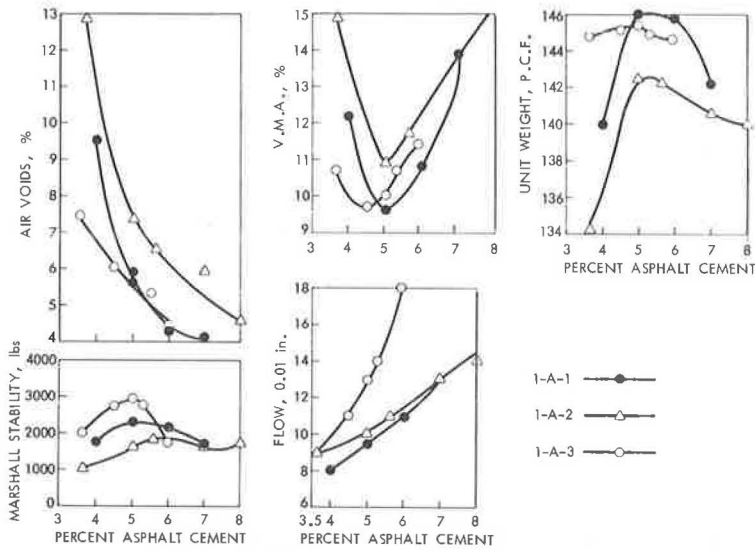 13
12
11
10
9
8
7
6
5
4
AIR VOIDS, %
15
14
13
12
11
10
9
V.M.A., %
3 4 5 6 7 8
146
144
142
140
138
136
134
UNIT WEIGHT, P.C.F.
3 4 5 6 7 8
PERCENT ASPHALT CEMENT
4000
3000
2000
1000
0
MARSHALL STABILITY, lbs
3 4 5 6 7 8
PERCENT ASPHALT CEMENT
18
16
14
12
10
8
6
FLOW, 0.01 in.
3.5 4 5 6 7 8
PERCENT ASPHALT CEMENT
1-A-1
1-A-2
1-A-3